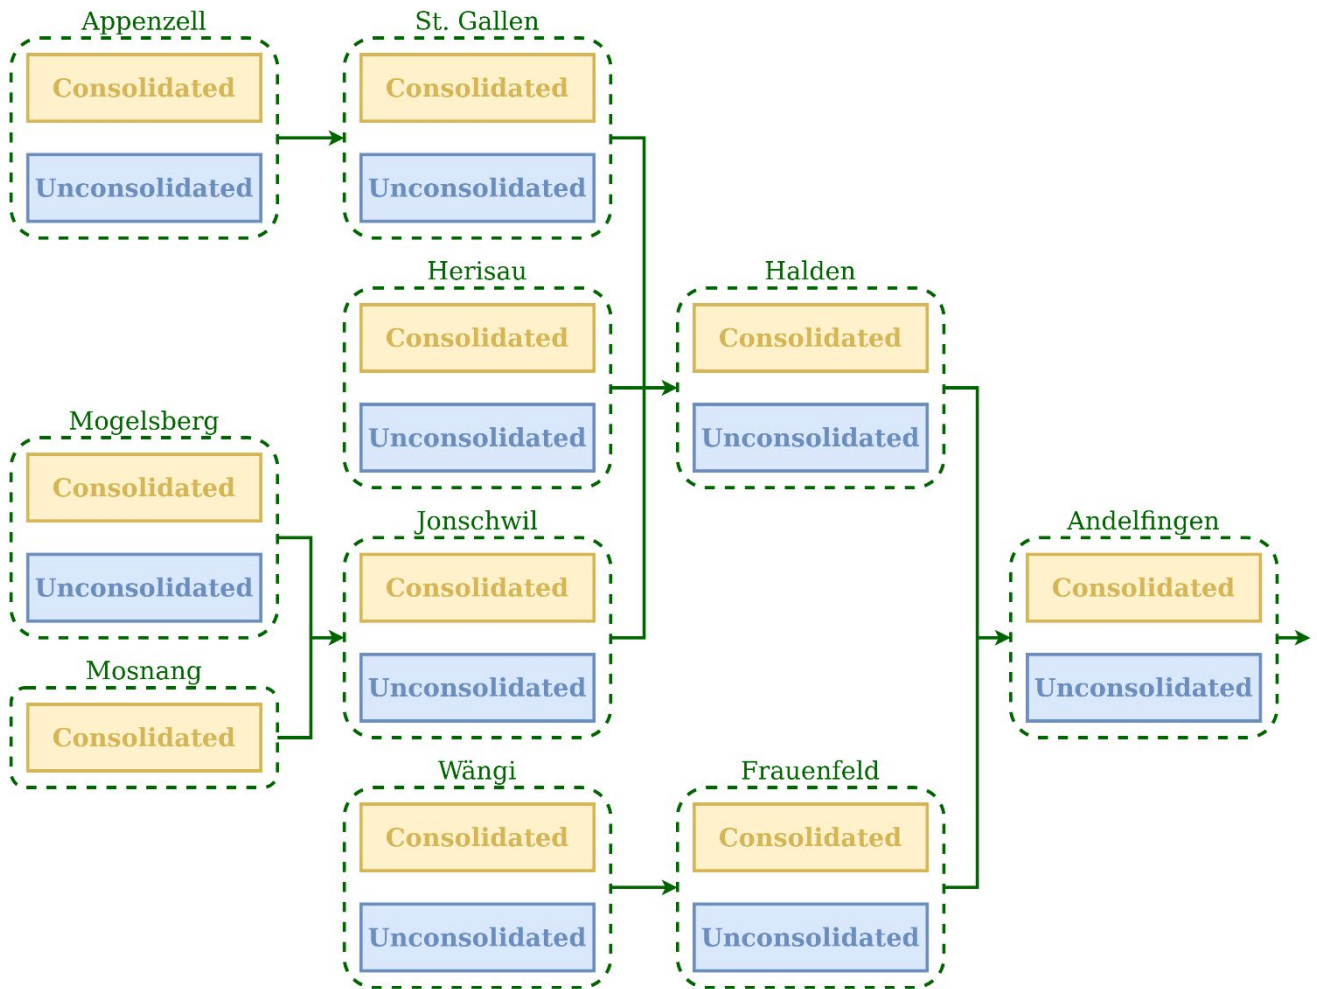 Appenzell
Consolidated
Unconsolidated
St. Gallen
Consolidated
Unconsolidated
Herisau
Consolidated
Unconsolidated
Halden
Consolidated
Unconsolidated
Mogelsberg
Consolidated
Unconsolidated
Jonschwil
Consolidated
Unconsolidated
Andelfingen
Consolidated
Unconsolidated
Mosnang
Consolidated
Wängi
Consolidated
Unconsolidated
Frauenfeld
Consolidated
Unconsolidated